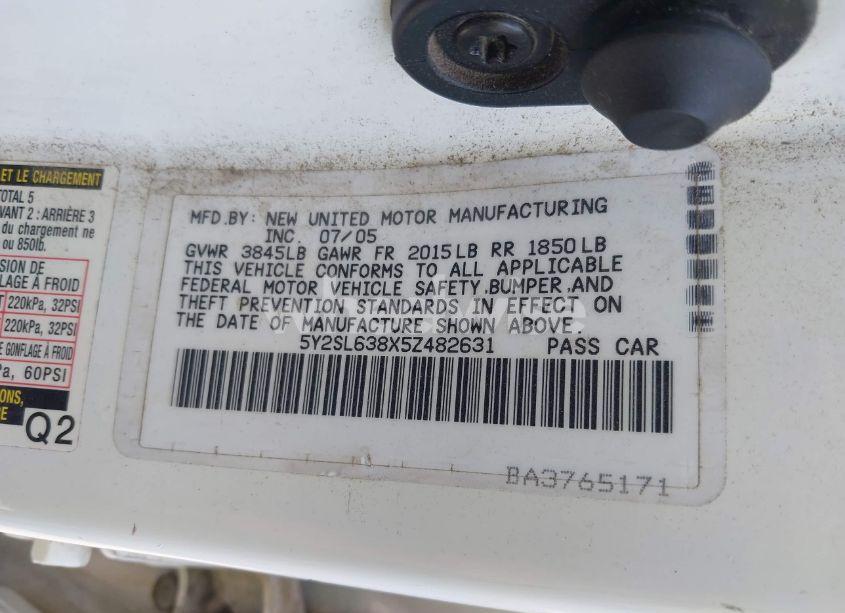 ET LE CHARGEMENT
TOTAL 5
VANT 2 : ARRIÈRE 3
du chargement ne
ou 850lb.
SION DE
LAGE À FROID
220kPa, 32PSI
220kPa, 32PSI
E GONFLAGE À FROID
Pa, 60PSI
ONS,
RE
Q2
MFD.BY: NEW UNITED MOTOR MANUFACTURING
INC. 07/05
GVWR 3845LB GAWR FR 2015LB RR 1850LB
THIS VEHICLE CONFORMS TO ALL APPLICABLE
FEDERAL MOTOR VEHICLE SAFETY.BUMPER.AND
THEFT PREVENTION STANDARDS IN EFFECT ON
THE DATE OF MANUFACTURE SHOWN ABOVE.
5Y2SL638X5Z482631 PASS CAR
BA3765171